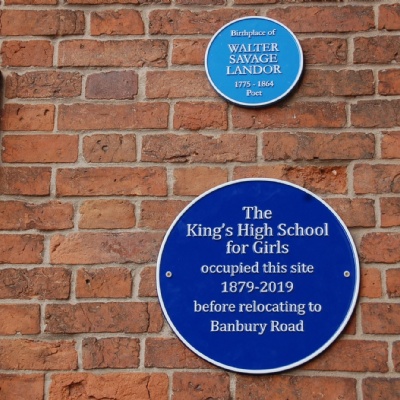 Birthplace of
WALTER
SAVAGE
LANDOR
1775 - 1864
Poet
The
King's High School
for Girls
occupied this site
1879-2019
before relocating to
Banbury Road